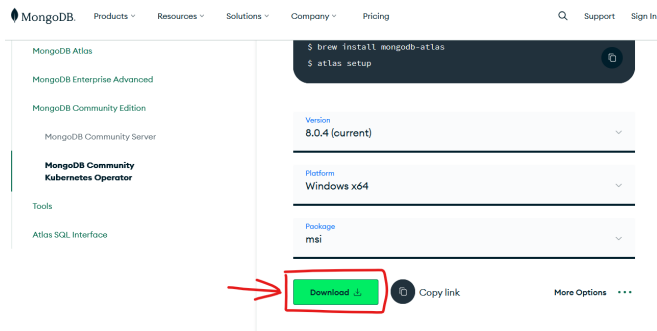 MongoDB.
Products
Resources
Solutions
Company
Pricing
Support
Sign In
MongoDB Atlas
MongoDB Enterprise Advanced
MongoDB Community Edition
MongoDB Community Server
MongoDB Community
Kubernetes Operator
Tools
Atlas SQL Interface
$ brew install mongodb-atlas
$ atlas setup
Version
8.0.4 (current)
Platform
Windows x64
Package
msi
Download
Copy link
More Options